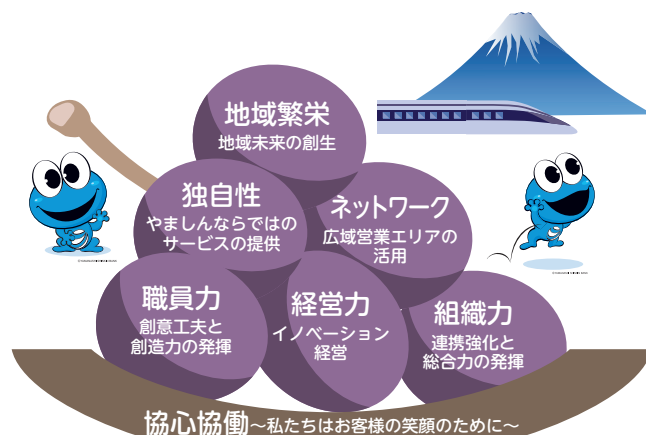 地域繁栄
地域未来の創生
独自性
やましんならではの
サービスの提供
ネットワーク
広域営業エリアの
活用
職員力
創意工夫と
創造力の発揮
経営力
イノベーション
経営
組織力
連携強化と
総合力の発揮
協心協働～私たちはお客様の笑顔のために～